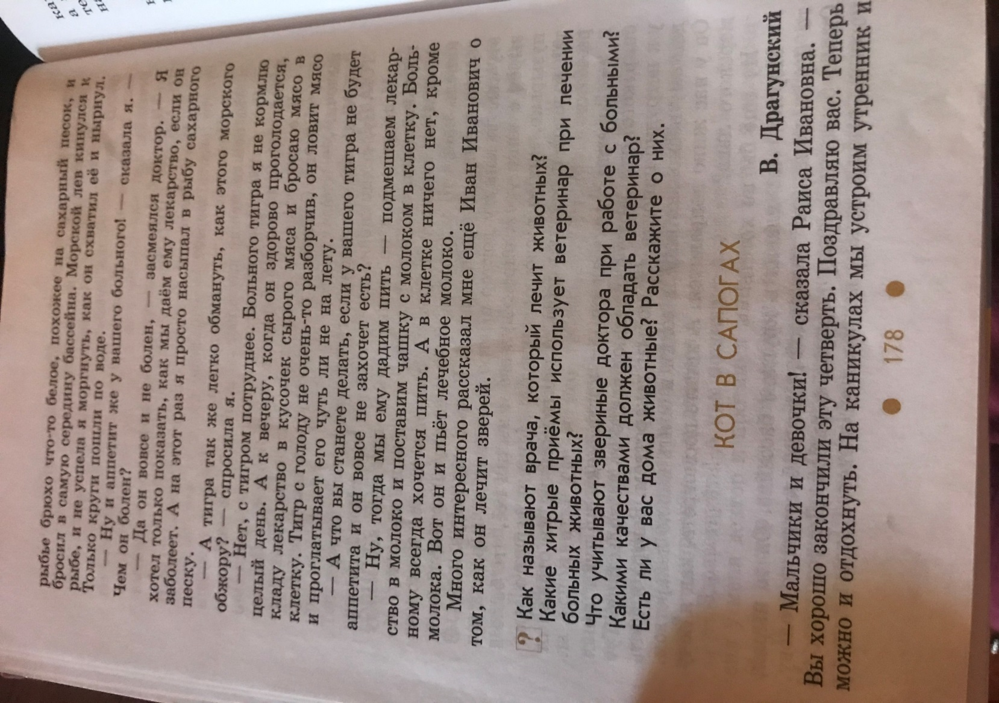 рыбье брюхо что-то белое, похожее на сахарный песок, и
бросил в самую середину бассейна. Морской лев кинулся к
рыбе, и не успела я моргнуть, как он схватил её и нырнул.
Только круги пошли по воде.
— Ну и аппетит же у вашего больного! — сказала я. —
Чем он болен?
— Да он вовсе и не болен, — засмеялся доктор. — Я
хотел только показать, как мы даём ему лекарство, если он
заболеет. А на этот раз я просто насыпал в рыбу сахарного
песку.
— А тигра так же легко обмануть, как этого морского
обжору? — спросила я.
— Нет, с тигром потруднее. Больного тигра я не кормлю
целый день. А к вечеру, когда он здорово проголодается,
кладу лекарство в кусочек сырого мяса и бросаю мясо в
клетку. Тигр с голоду не очень-то разборчив, он ловит мясо
и проглатывает его чуть ли не на лету.
— А что вы станете делать, если у вашего тигра не будет
аппетита и он вовсе не захочет есть?
— Ну, тогда мы ему дадим пить — подмешаем лекар-
ство в молоко и поставим чашку с молоком в клетку. Боль-
ному всегда хочется пить. А в клетке ничего нет, кроме
молока. Вот он и пьёт лечебное молоко.
Много интересного рассказал мне ещё Иван Иванович о
том, как он лечит зверей.
? Как называют врача, который лечит животных?
Какие хитрые приёмы использует ветеринар при лечении
больных животных?
Что учитывают звериные доктора при работе с больными?
Какими качествами должен обладать ветеринар?
Есть ли у вас дома животные? Расскажите о них.
КОТ В САПОГАХ
В. Драгунский
— Мальчики и девочки! — сказала Раиса Ивановна. —
Вы хорошо закончили эту четверть. Поздравляю вас. Теперь
можно и отдохнуть. На каникулах мы устроим утренник и
● 178 ●